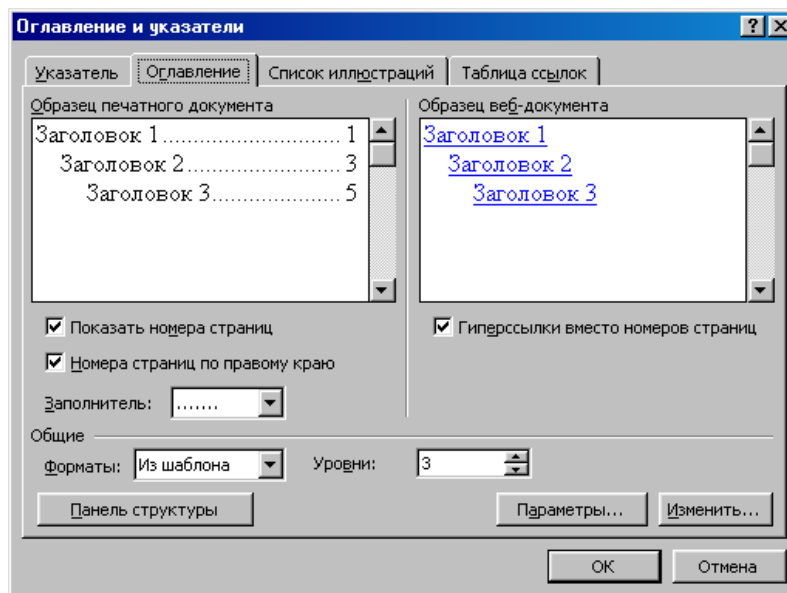 Оглавление и указатели
Указатель Оглавление Список иллюстраций Таблица ссылок
Образец печатного документа
Заголовок 1............................. 1
Заголовок 2......................... 3
Заголовок 3..................... 5
Показать номера страниц
Номера страниц по правому краю
Заполнитель: .......
Образец веб-документа
Заголовок 1
Заголовок 2
Заголовок 3
Гиперссылки вместо номеров страниц
Общие
Форматы: Из шаблона Уровни: 3
Панель структуры Параметры... Изменить...
ОК Отмена